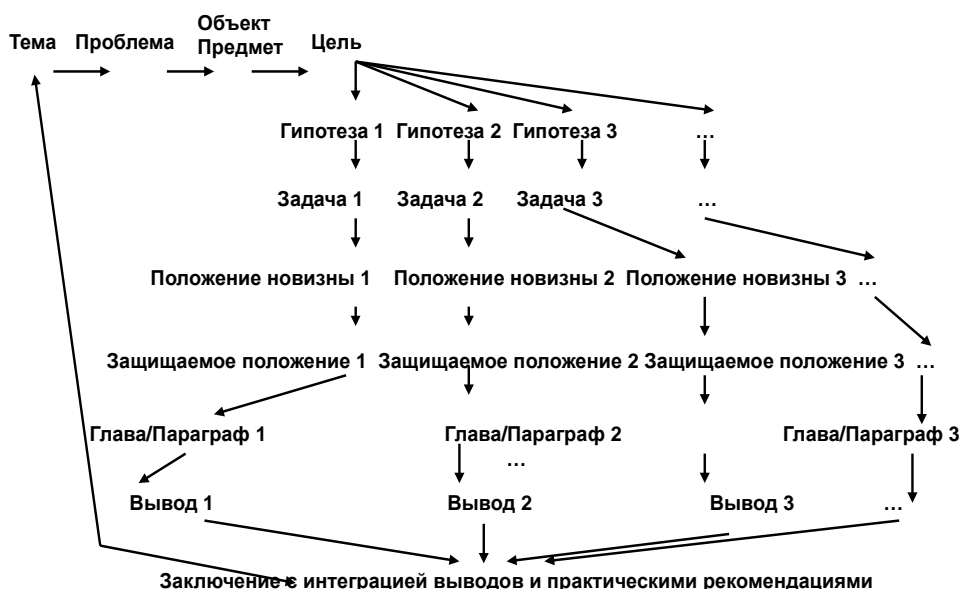 Тема Проблема Объект Предмет Цель
Гипотеза 1 Гипотеза 2 Гипотеза 3 …
Задача 1 Задача 2 Задача 3 …
Положение новизны 1 Положение новизны 2 Положение новизны 3 …
Защищаемое положение 1 Защищаемое положение 2 Защищаемое положение 3 …
Глава/Параграф 1 Глава/Параграф 2 Глава/Параграф 3
…
Вывод 1 Вывод 2 Вывод 3 …
Заключение с интеграцией выводов и практическими рекомендациями